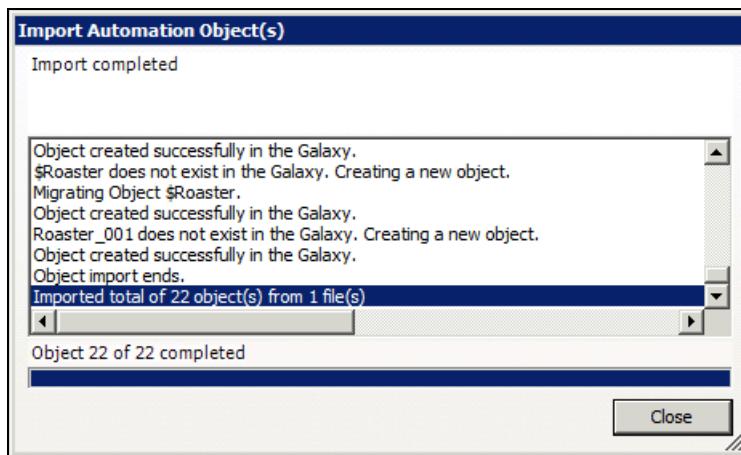 Import Automation Object(s)
Import completed
Object created successfully in the Galaxy.
$Roaster does not exist in the Galaxy. Creating a new object.
Migrating Object $Roaster.
Object created successfully in the Galaxy.
Roaster_001 does not exist in the Galaxy. Creating a new object.
Object created successfully in the Galaxy.
Object import ends.
Imported total of 22 object(s) from 1 file(s)
Object 22 of 22 completed
Close